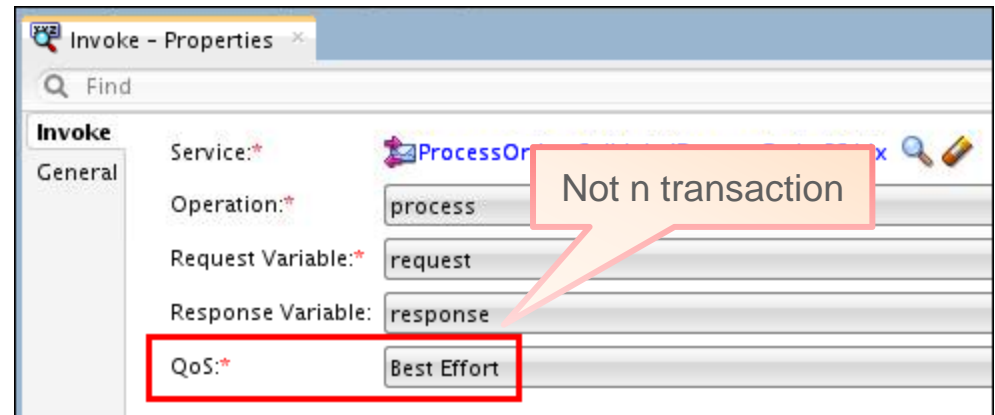 Invoke - Properties
Find
Invoke
General
Service:*
Operation:*
process
Not n transaction
Request Variable:*
request
Response Variable:
response
QoS:*
Best Effort